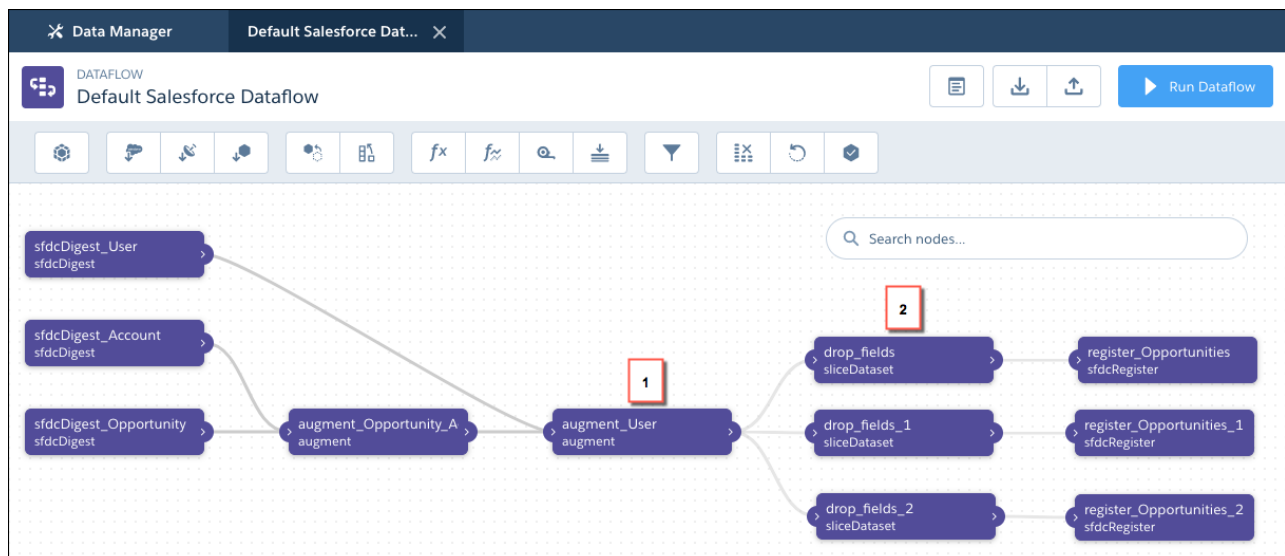 Data Manager
Default Salesforce Dat...
DATAFLOW
Default Salesforce Dataflow
Run Dataflow
fx
f
Search nodes...
sfdcDigest_User
sfdcDigest
sfdcDigest_Account
sfdcDigest
sfdcDigest_Opportunity
sfdcDigest
augment_Opportunity_A
augment
1
augment_User
augment
2
drop_fields
sliceDataset
register_Opportunities
sfdcRegister
drop_fields_1
sliceDataset
register_Opportunities_1
sfdcRegister
drop_fields_2
sliceDataset
register_Opportunities_2
sfdcRegister